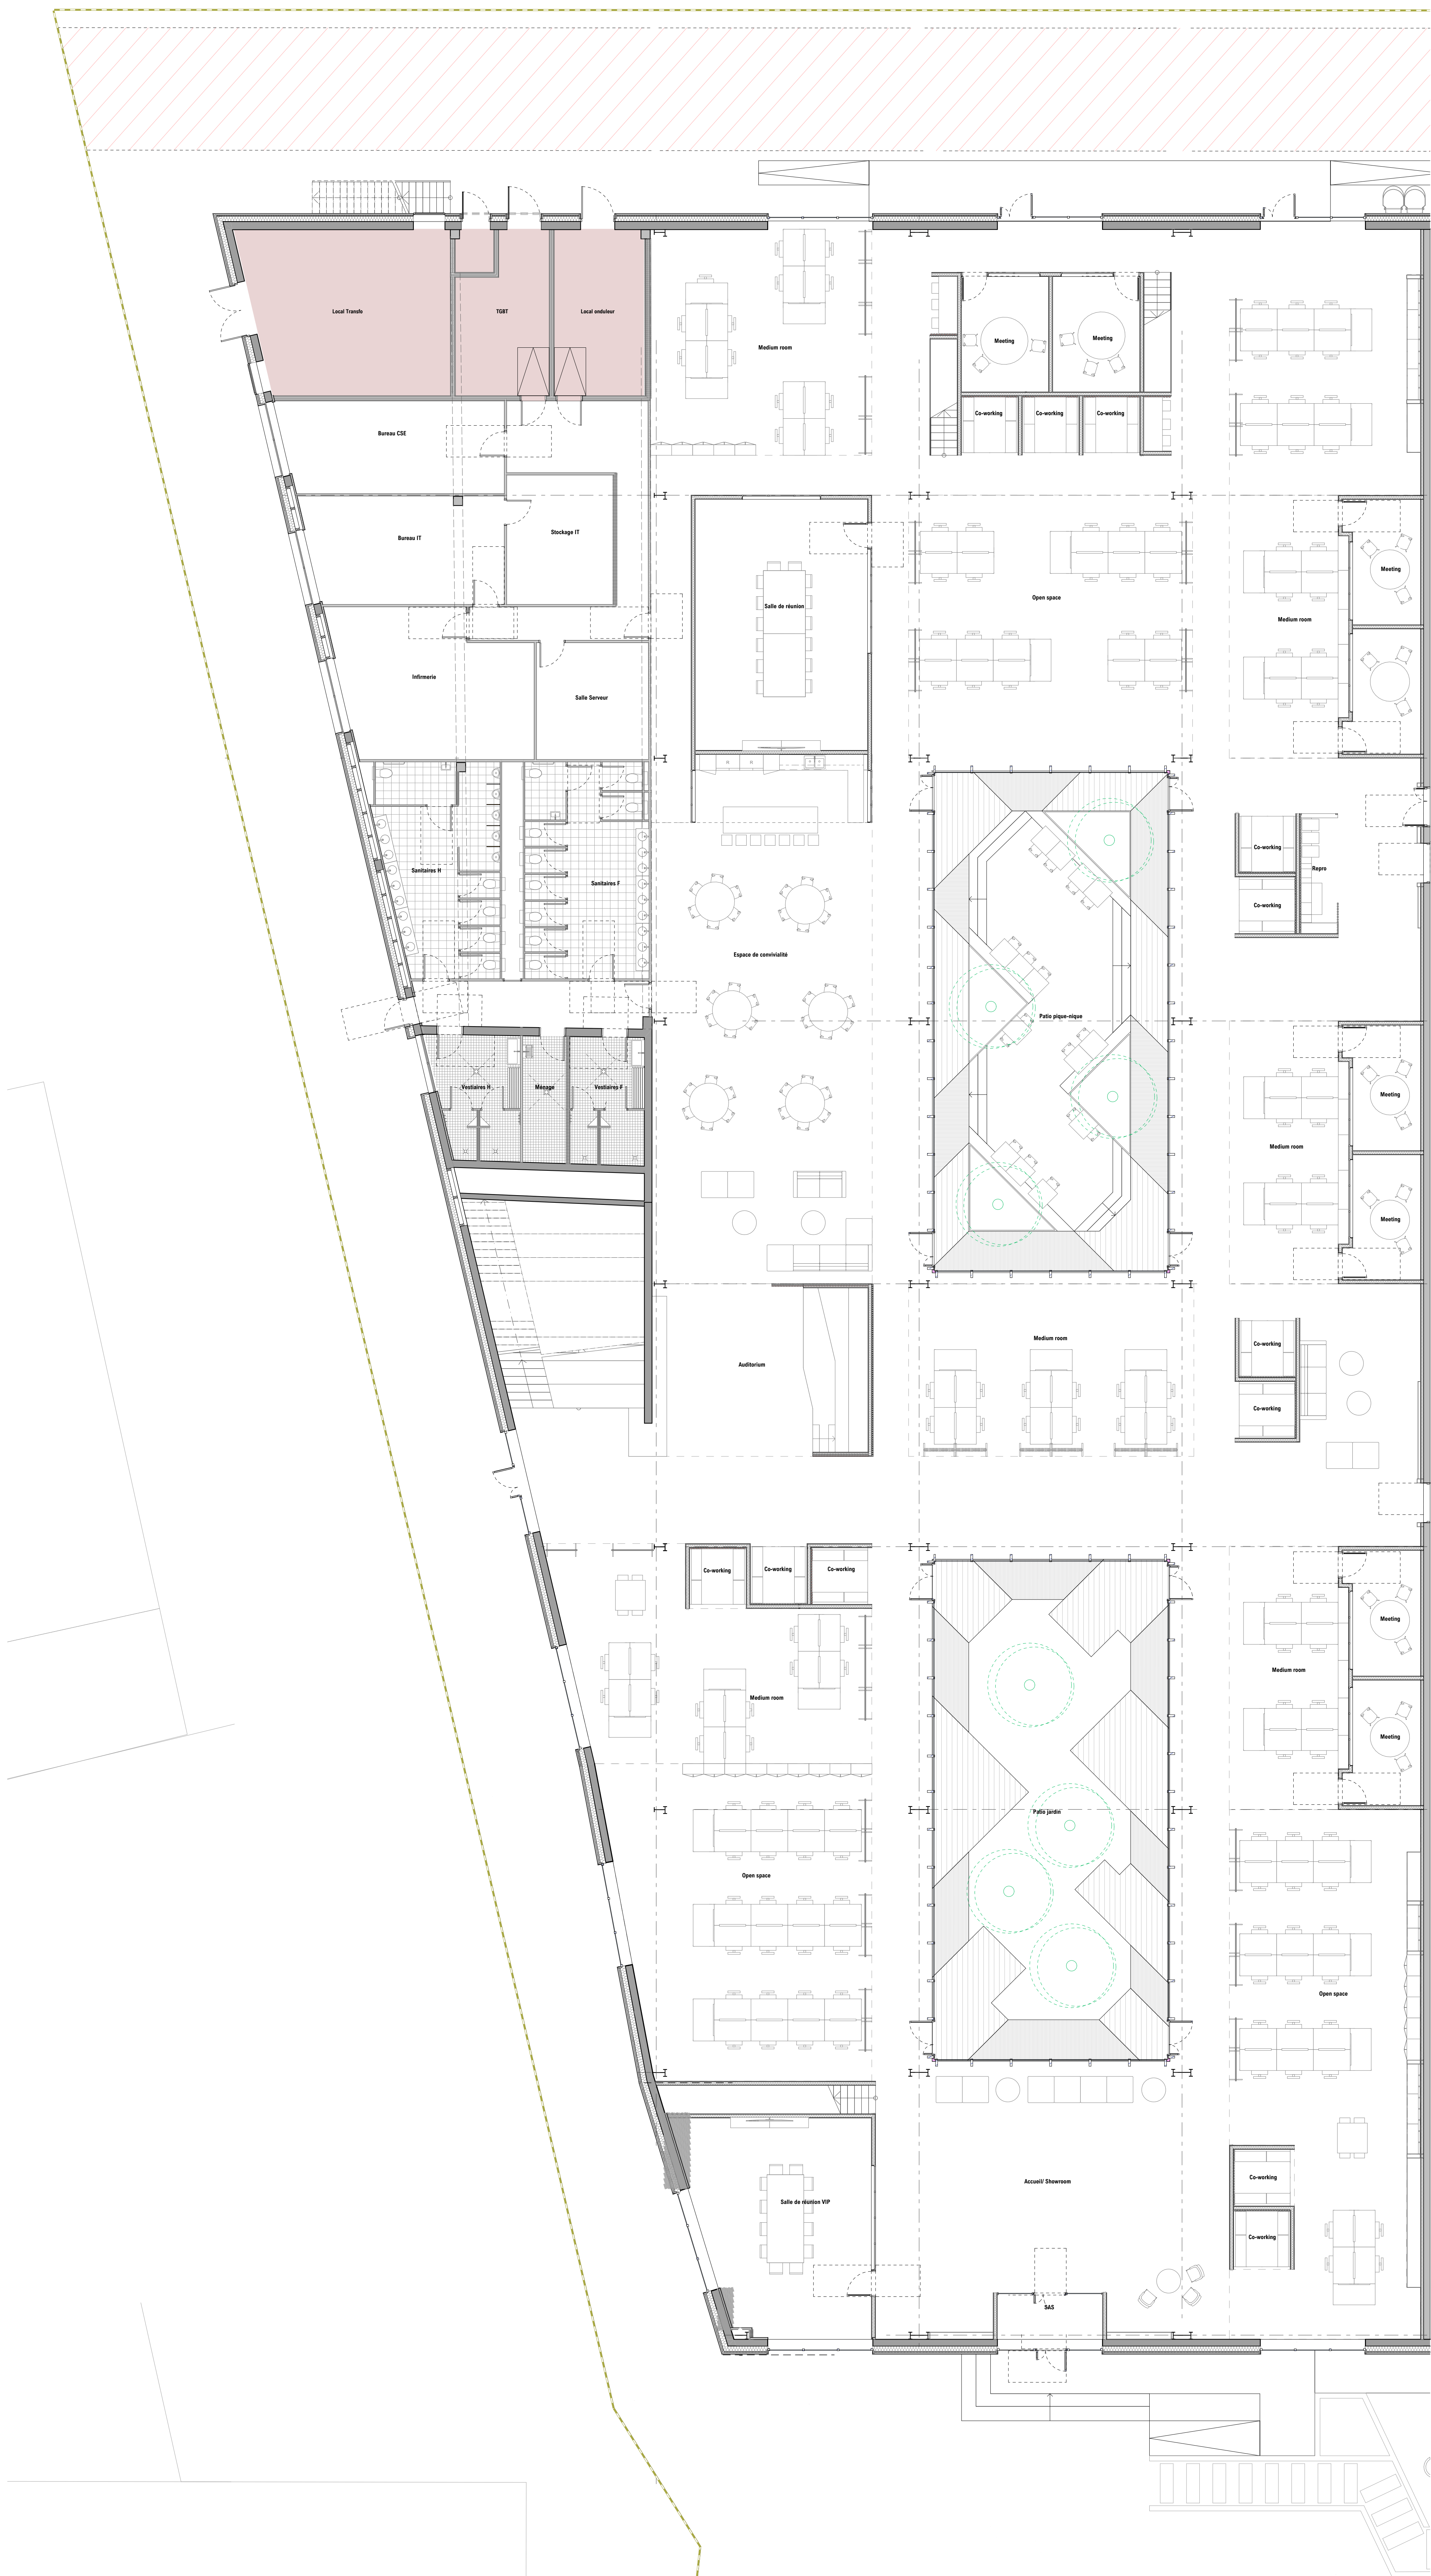 Local Transfo
TGBT
Local onduleur
Medium room
Meeting
Meeting
Co-working
Co-working
Co-working
Bureau CSE
Bureau IT
Stockage IT
Salle de réunion
Open space
Medium room
Meeting
Infirmerie
Salle Serveur
Sanitaires H
Sanitaires F
Co-working
Co-working
Repro
Espace de convivialité
Patio pique-nique
Vestiaires H
Ménage
Vestiaires F
Meeting
Medium room
Meeting
Auditorium
Medium room
Co-working
Co-working
Co-working
Co-working
Co-working
Medium room
Meeting
Medium room
Meeting
Patio jardin
Open space
Open space
Salle de réunion VIP
Accueil/ Showroom
Co-working
Co-working
SAS